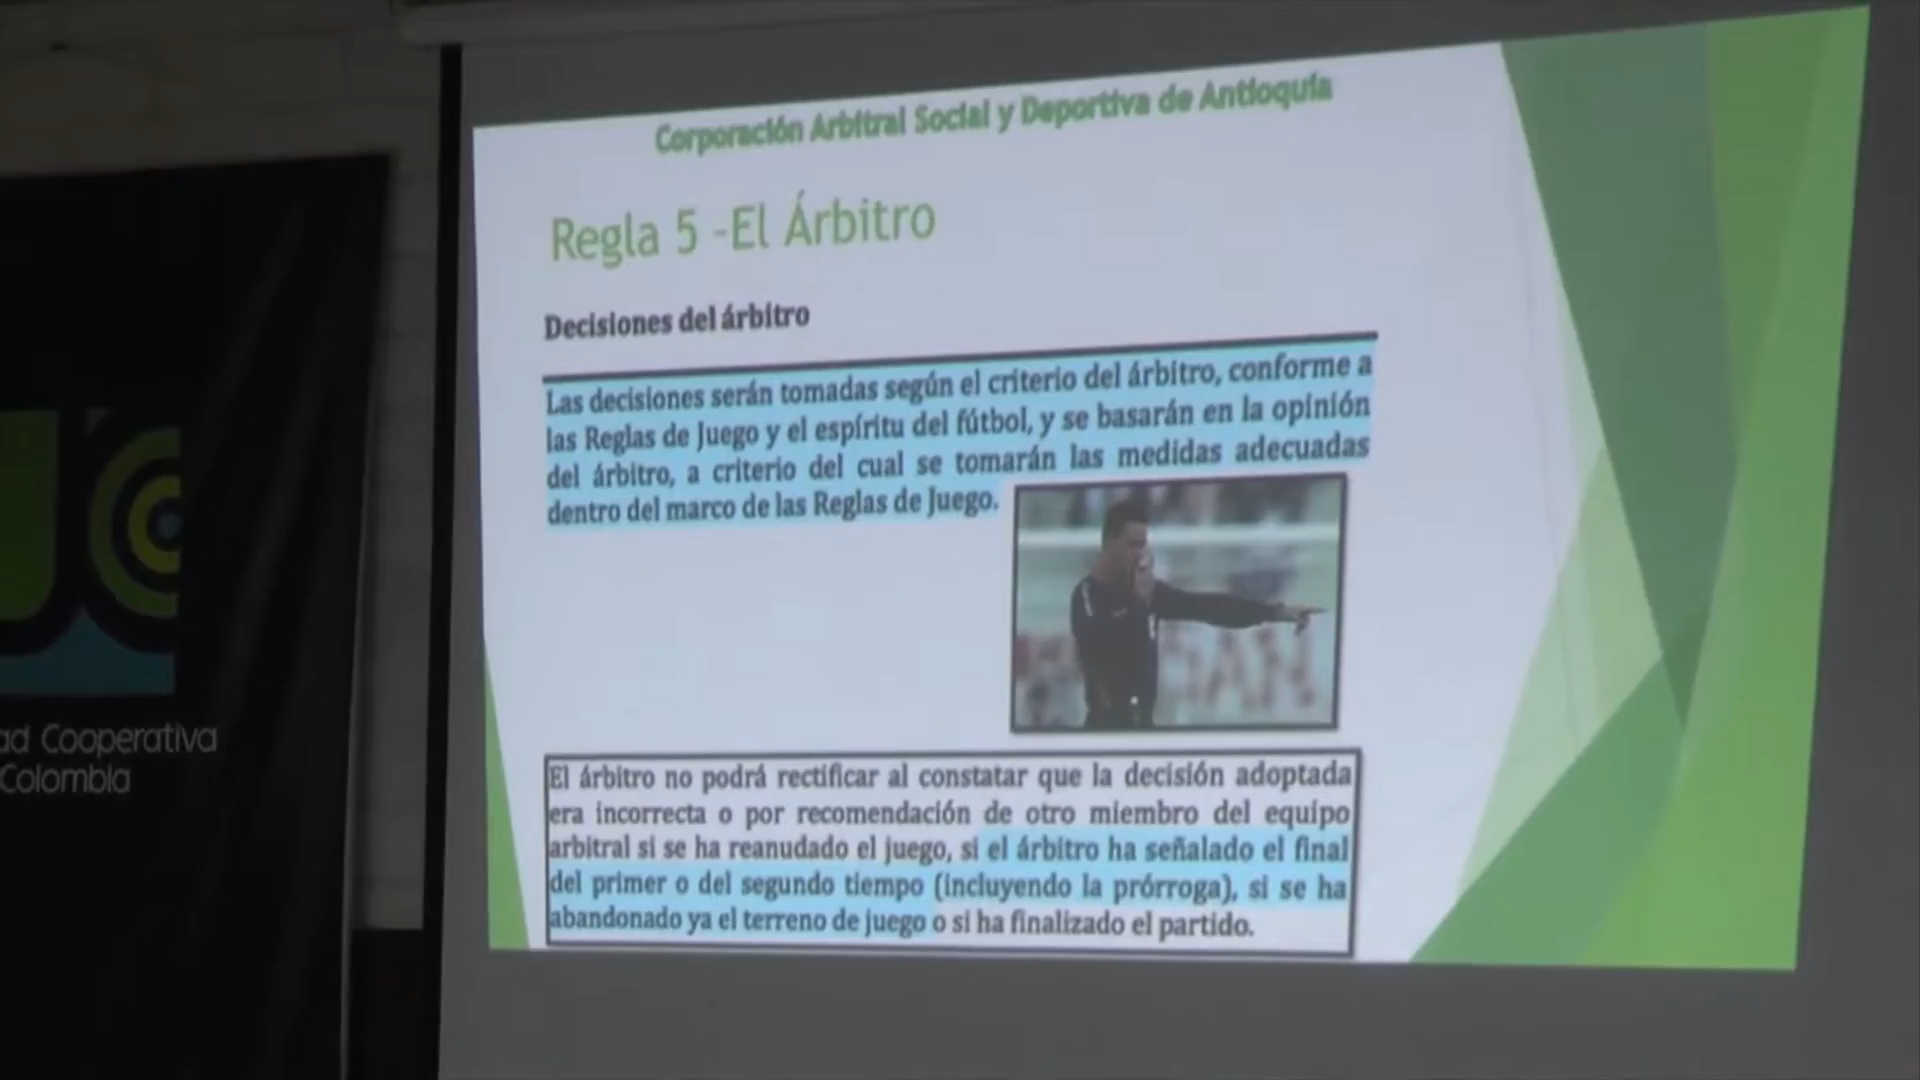 Corporación Arbitral Social y Deportiva de Antioquía
Regla 5 -El Árbitro
Decisiones del árbitro
Las decisiones serán tomadas según el criterio del árbitro, conforme a
las Reglas de Juego y el espíritu del fútbol, y se basarán en la opinión
del árbitro, a criterio del cual se tomarán las medidas adecuadas
dentro del marco de las Reglas de Juego.
El árbitro no podrá rectificar al constatar que la decisión adoptada
era incorrecta o por recomendación de otro miembro del equipo
arbitral si se ha reanudado el juego, si el árbitro ha señalado el final
del primer o del segundo tiempo (incluyendo la prórroga), si se ha
abandonado ya el terreno de juego o si ha finalizado el partido.
ad Cooperativa
Colombia